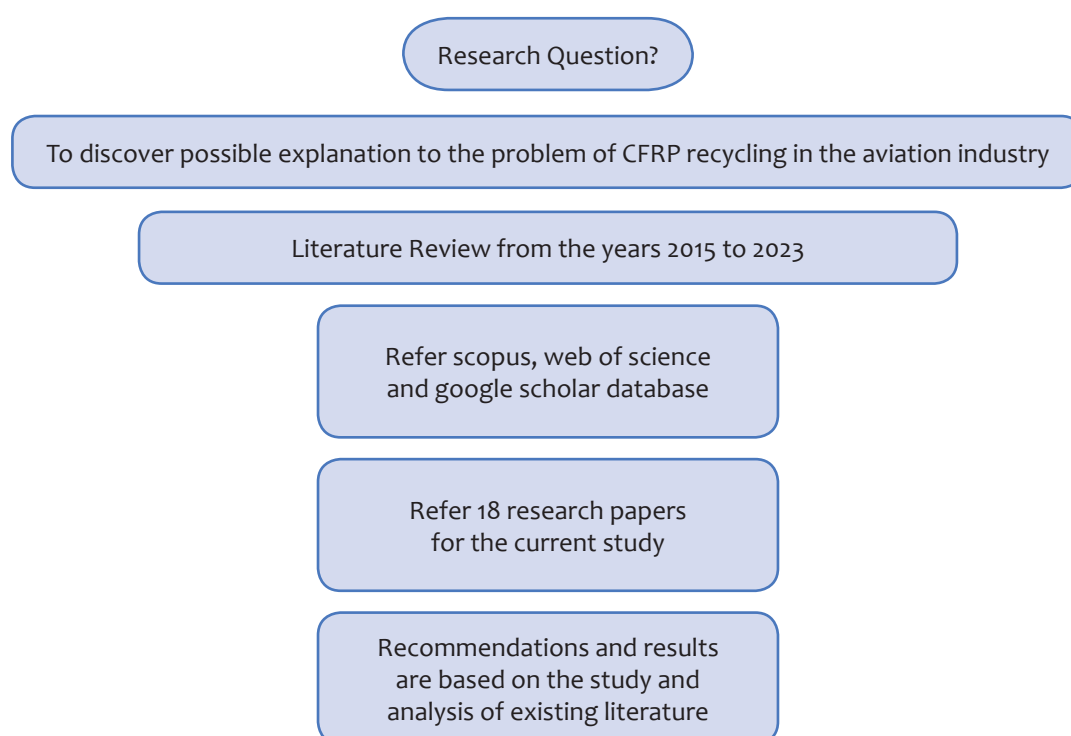 Research Question?
To discover possible explanation to the problem of CFRP recycling in the aviation industry
Literature Review from the years 2015 to 2023
Refer scopus, web of science
and google scholar database
Refer 18 research papers
for the current study
Recommendations and results
are based on the study and
analysis of existing literature